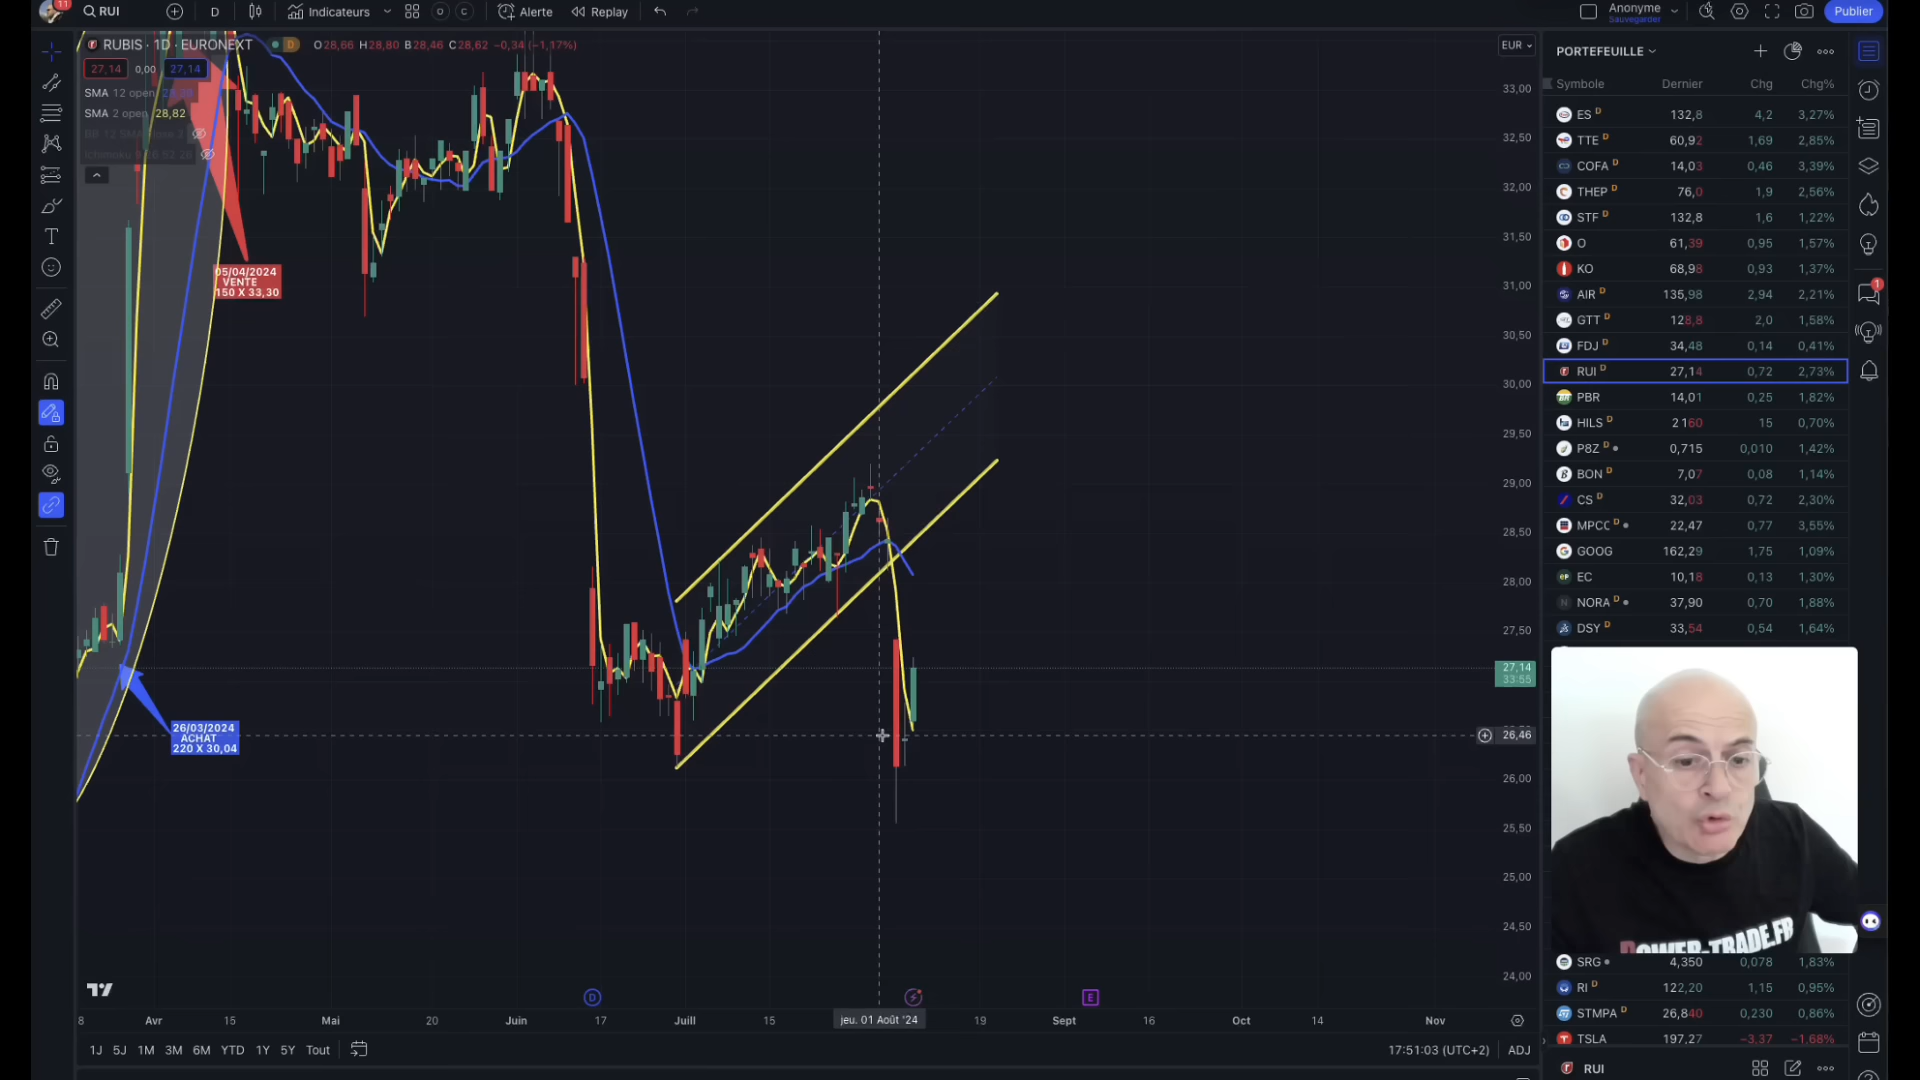 11
RUI
D
Indicateurs
O
C
Alerte
Replay
Anonyme
Sauvegarder
Publier
RUBIS · 1D · EURONEXT
D
O28,66 H28,80 B28,46 C28,62 −0,34 (−1,17%)
27,14
0,00
27,14
SMA 12 open
SMA 2 open 28,82
EUR
05/04/2024
VENTE
150 X 33,30
26/03/2024
ACHAT
220 X 30,04
33,00
32,50
32,00
31,50
31,00
30,50
30,00
29,50
29,00
28,50
28,00
27,50
27,14
33:55
26,46
26,00
25,50
25,00
24,50
24,00
D
E
8
Avr
15
Mai
20
Juin
17
Juill
15
jeu. 01 Août '24
19
Sept
16
Oct
14
Nov
1J 5J 1M 3M 6M YTD 1Y 5Y Tout
17:51:03 (UTC+2)
ADJ
PORTEFEUILLE
Symbole Dernier Chg Chg%
ES D 132,8 4,2 3,27%
TTE D 60,92 1,69 2,85%
COFA D 14,03 0,46 3,39%
THEP D 76,0 1,9 2,56%
STF D 132,8 1,6 1,22%
O 61,39 0,95 1,57%
KO 68,98 0,93 1,37%
AIR D 135,98 2,94 2,21%
GTT D 128,8 2,0 1,58%
FDJ D 34,48 0,14 0,41%
RUI D 27,14 0,72 2,73%
PBR 14,01 0,25 1,82%
HILS D 2 160 15 0,70%
P8Z D 0,715 0,010 1,42%
BON D 7,07 0,08 1,14%
CS D 32,03 0,72 2,30%
MPCC D 22,47 0,77 3,55%
GOOG 162,29 1,75 1,09%
EC 10,18 0,13 1,30%
NORA D 37,90 0,70 1,88%
DSY D 33,54 0,54 1,64%
POWER-TRADE.FR
SRG 4,350 0,078 1,83%
RI D 122,20 1,15 0,95%
STMPA D 26,840 0,230 0,86%
TSLA 197,27 −3,37 −1,68%
RUI
1